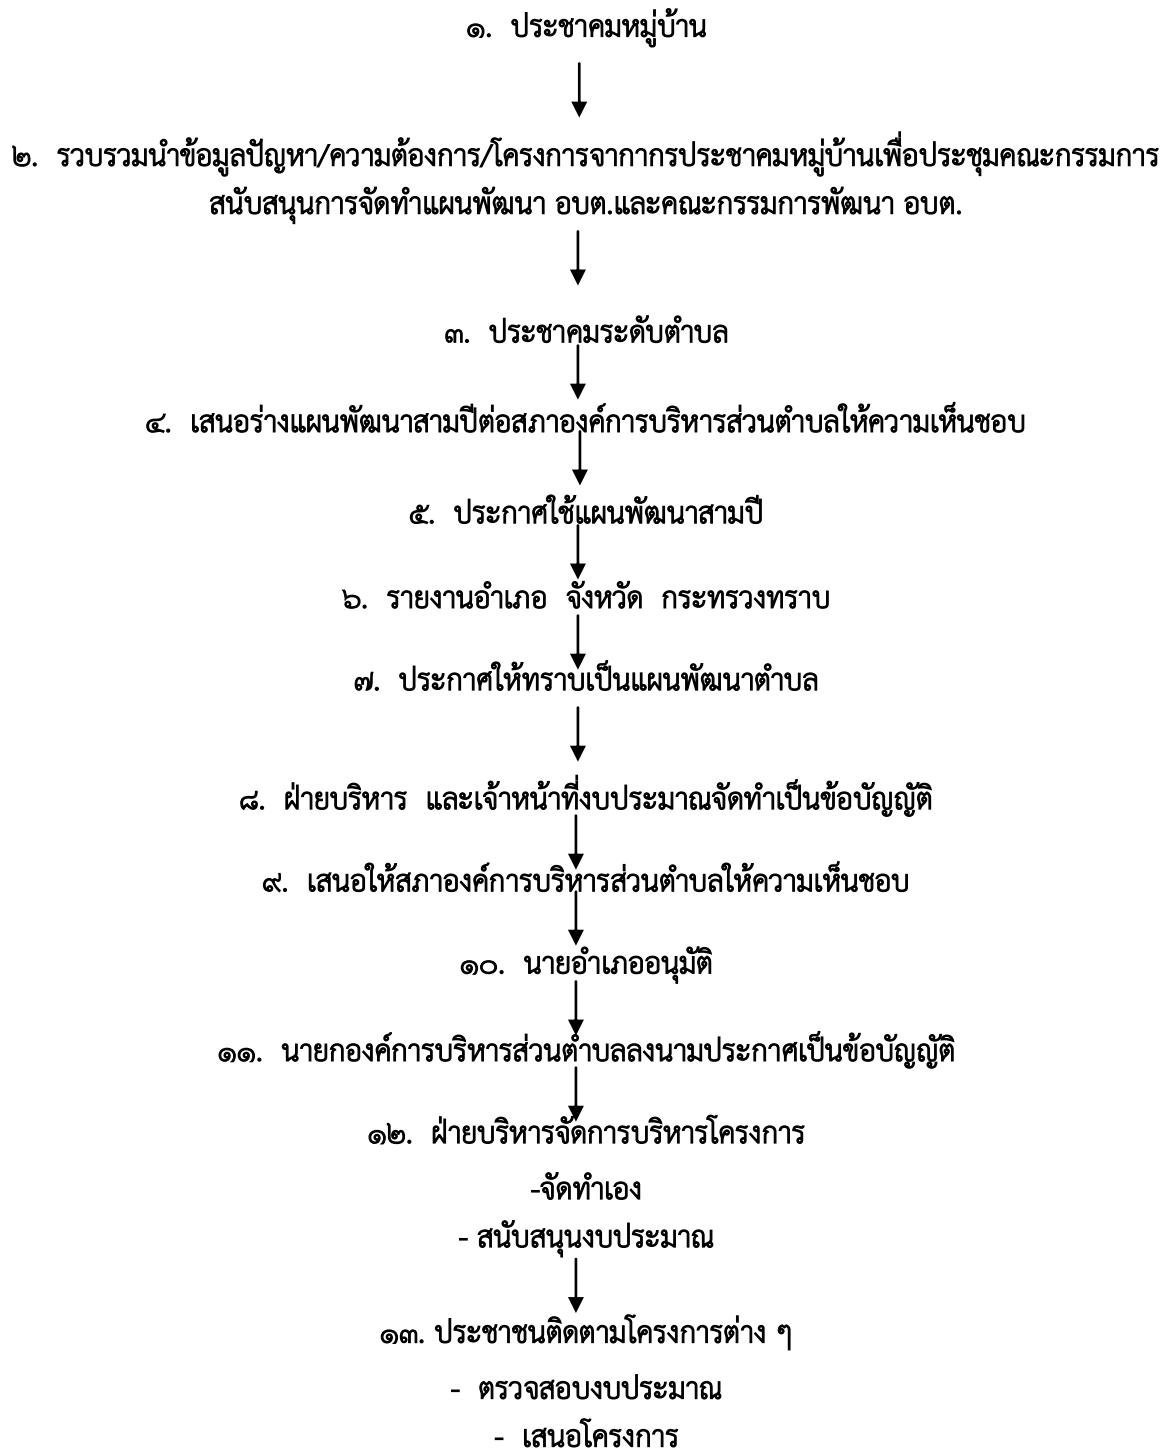 ๑. ประชาคมหมู่บ้าน
๒. รวบรวมนำข้อมูลปัญหา/ความต้องการ/โครงการจากการประชาคมหมู่บ้านเพื่อประชุมคณะกรรมการ
สนับสนุนการจัดทำแผนพัฒนา อบต.และคณะกรรมการพัฒนา อบต.
๓. ประชาคมระดับตำบล
๔. เสนอร่างแผนพัฒนาสามปีต่อสภาองค์การบริหารส่วนตำบลให้ความเห็นชอบ
๕. ประกาศใช้แผนพัฒนาสามปี
๖. รายงานอำเภอ จังหวัด กระทรวงทราบ
๗. ประกาศให้ทราบเป็นแผนพัฒนาตำบล
๘. ฝ่ายบริหาร และเจ้าหน้าที่งบประมาณจัดทำเป็นข้อบัญญัติ
๙. เสนอให้สภาองค์การบริหารส่วนตำบลให้ความเห็นชอบ
๑๐. นายอำเภออนุมัติ
๑๑. นายกองค์การบริหารส่วนตำบลลงนามประกาศเป็นข้อบัญญัติ
๑๒. ฝ่ายบริหารจัดการบริหารโครงการ
-จัดทำเอง
- สนับสนุนงบประมาณ
๑๓. ประชาชนติดตามโครงการต่าง ๆ
- ตรวจสอบงบประมาณ
- เสนอโครงการ